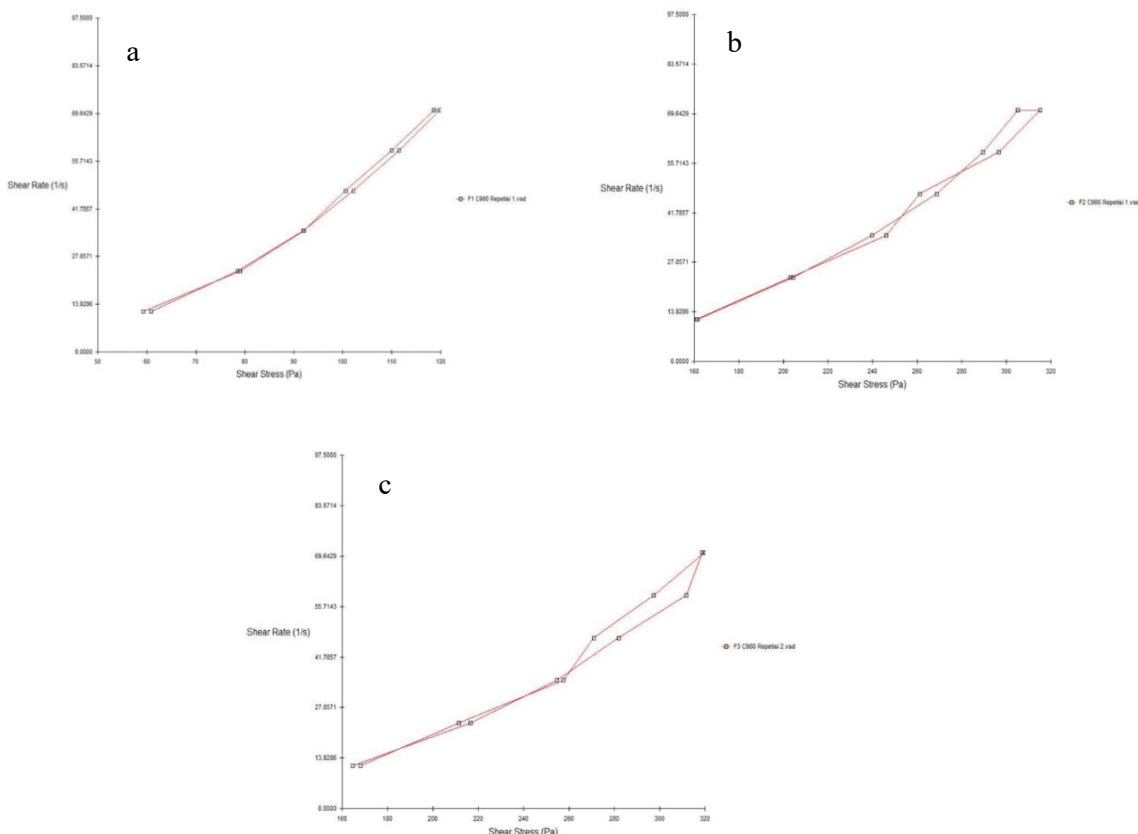 a
97.5000
83.5714
69.6429
55.7143
41.7857
27.8571
13.9286
0.0000
Shear Rate (1/s)
50 60 70 80 90 100 110 120
Shear Stress (Pa)
F1 C980 Repetisi 1.vsd
b
97.5000
83.5714
69.6429
55.7143
41.7857
27.8571
13.9286
0.0000
Shear Rate (1/s)
160 180 200 220 240 260 280 300 320
Shear Stress (Pa)
F2 C980 Repetisi 1.vsd
c
97.5000
83.5714
69.6429
55.7143
41.7857
27.8571
13.9286
0.0000
Shear Rate (1/s)
160 180 200 220 240 260 280 300 320
Shear Stress (Pa)
F3 C980 Repetisi 2.vsd